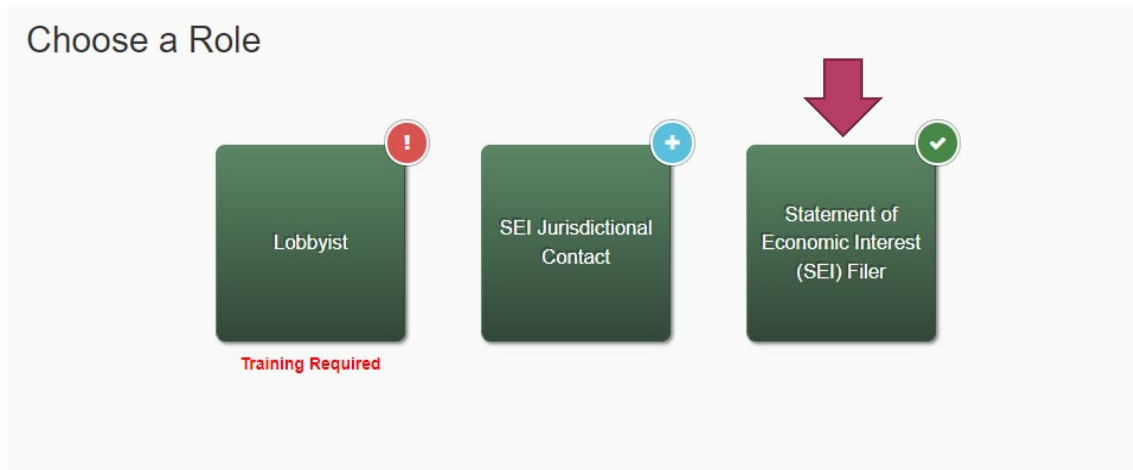 Choose a Role
!
Lobbyist
Training Required
SEI Jurisdictional
Contact
Statement of
Economic Interest
(SEI) Filer